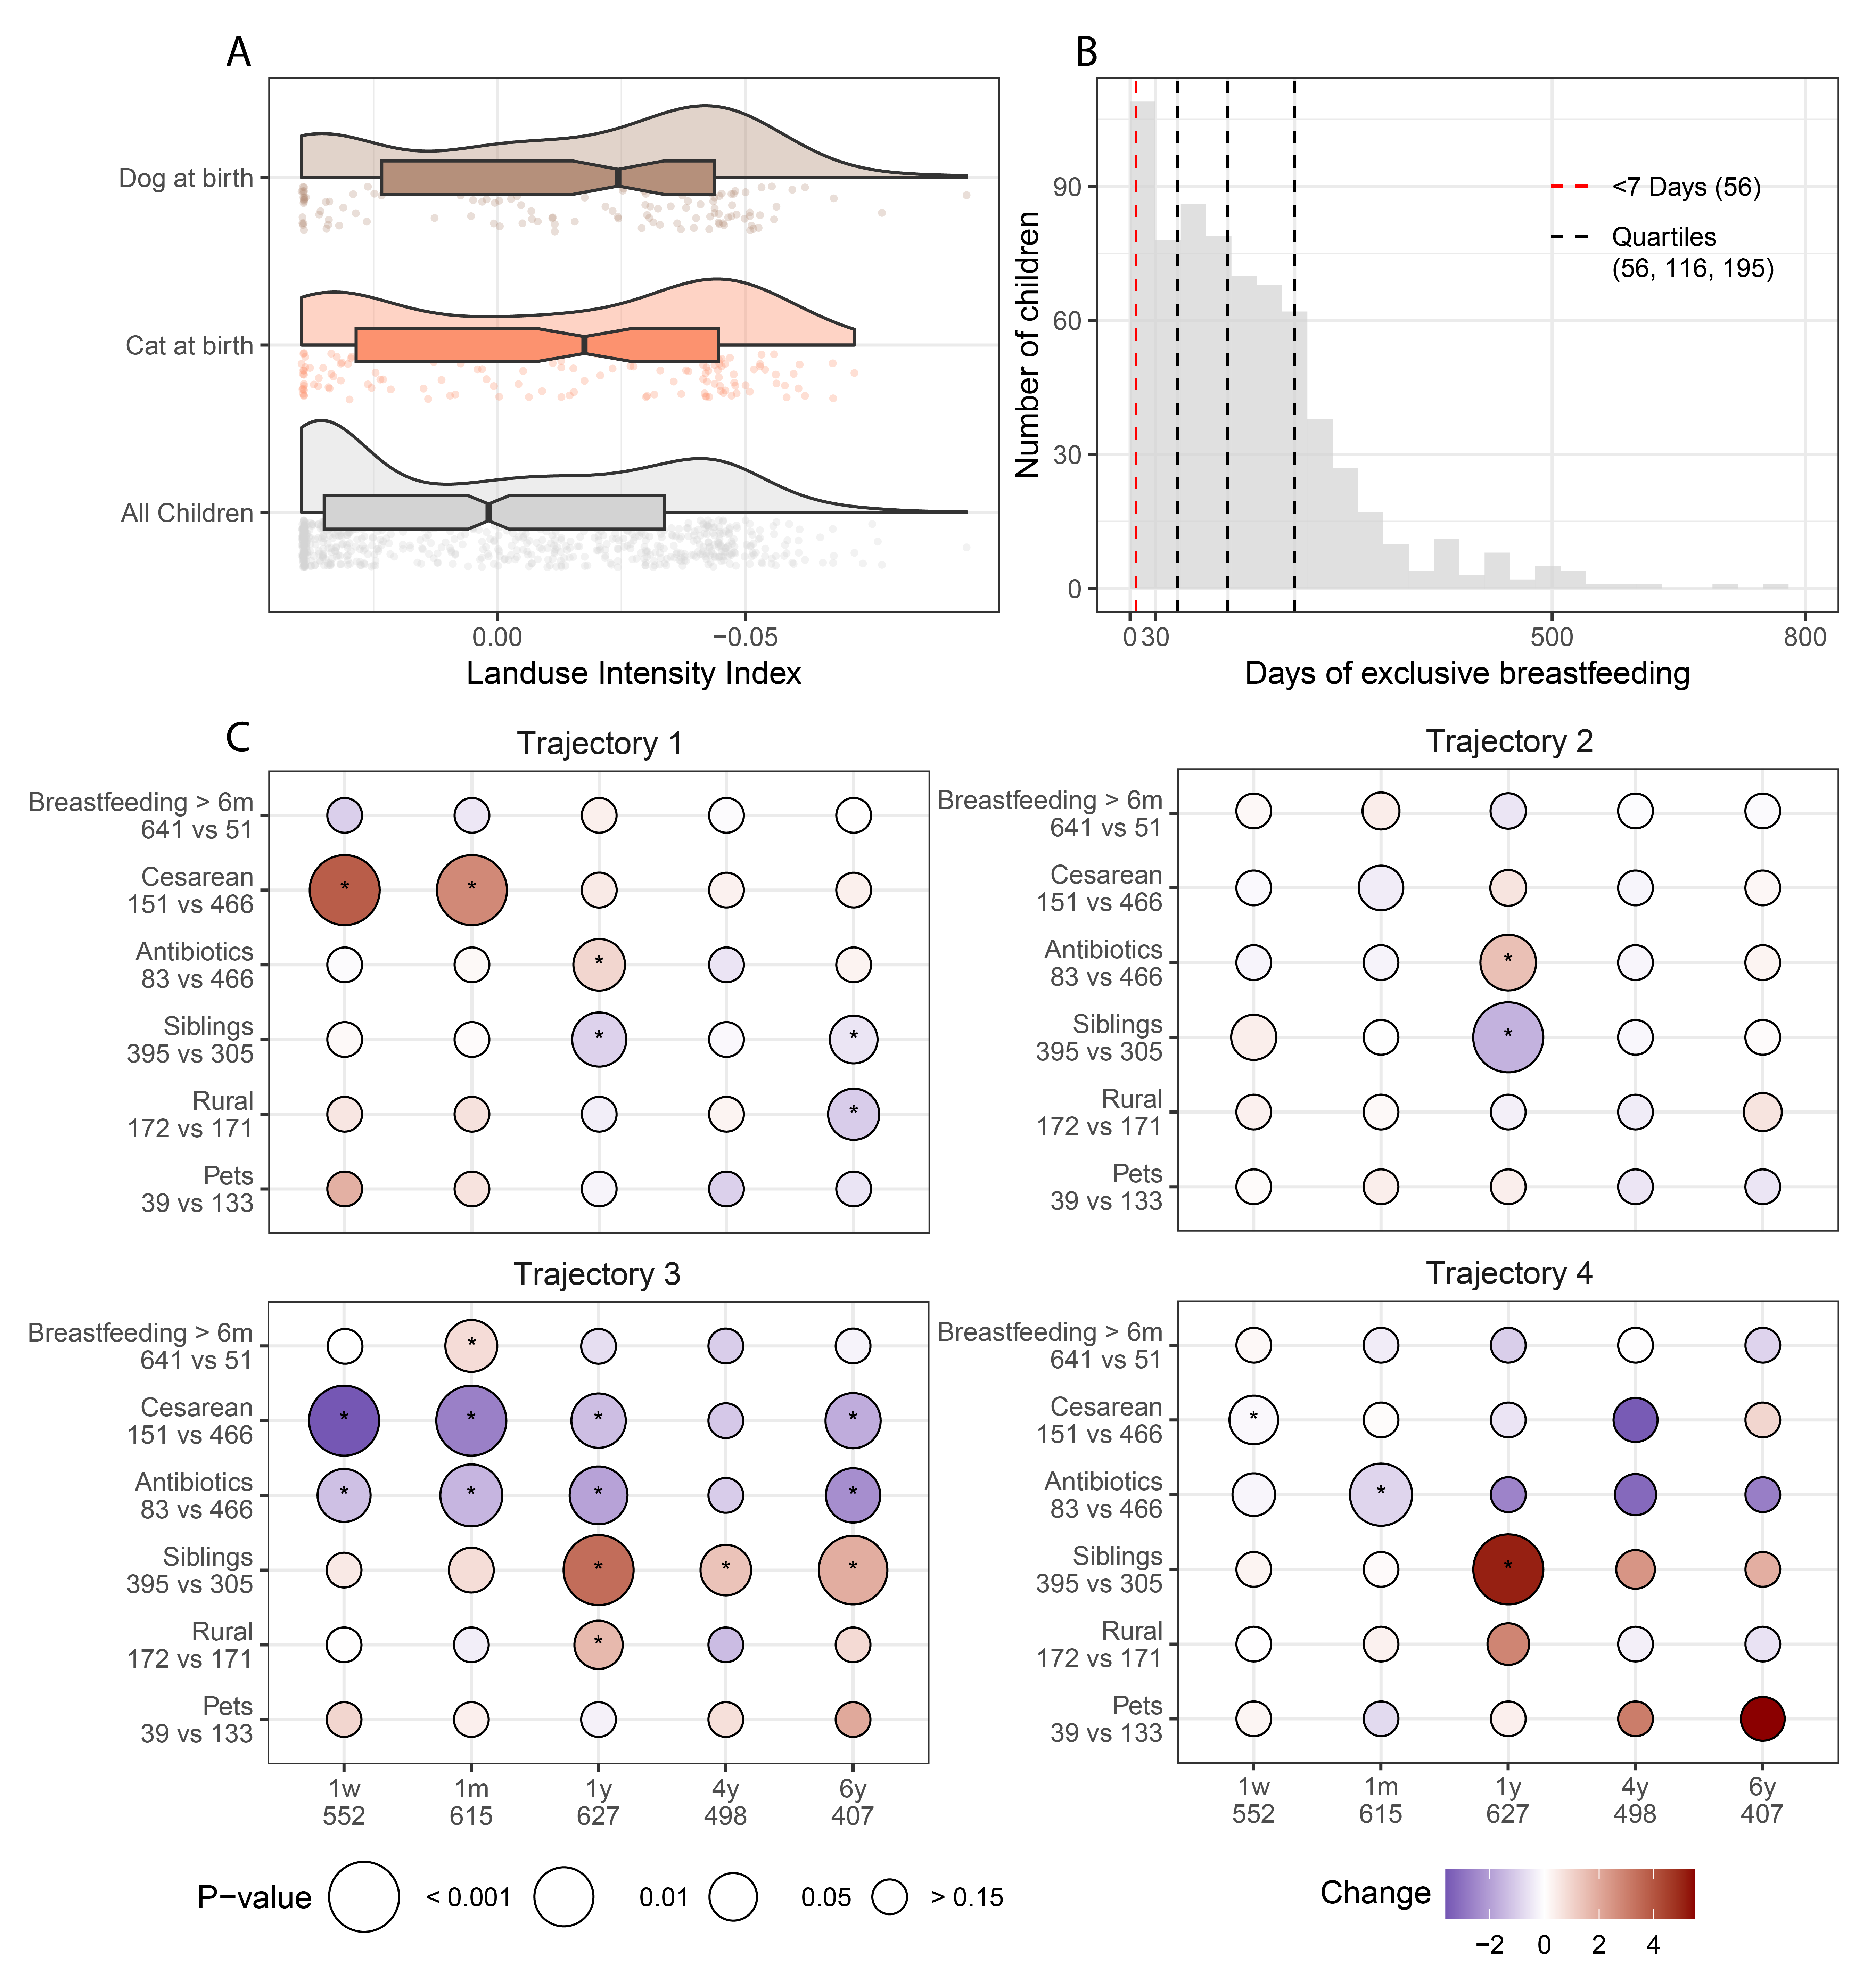 A
Dog at birth
Cat at birth
All Children
0.00
−0.05
Landuse Intensity Index
B
Number of children
90
60
30
0
<7 Days (56)
Quartiles
(56, 116, 195)
0
30
500
800
Days of exclusive breastfeeding
C
Trajectory 1
Breastfeeding > 6m
641 vs 51
Cesarean
151 vs 466
* *
Antibiotics
83 vs 466
*
Siblings
395 vs 305
* *
Rural
172 vs 171
*
Pets
39 vs 133
Trajectory 2
Breastfeeding > 6m
641 vs 51
Cesarean
151 vs 466
Antibiotics
83 vs 466
*
Siblings
395 vs 305
*
Rural
172 vs 171
Pets
39 vs 133
Trajectory 3
Breastfeeding > 6m
641 vs 51
*
Cesarean
151 vs 466
* * * *
Antibiotics
83 vs 466
* * * *
Siblings
395 vs 305
* * *
Rural
172 vs 171
*
Pets
39 vs 133
1w 1m 1y 4y 6y
552 615 627 498 407
Trajectory 4
Breastfeeding > 6m
641 vs 51
Cesarean
151 vs 466
*
Antibiotics
83 vs 466
*
Siblings
395 vs 305
*
Rural
172 vs 171
Pets
39 vs 133
1w 1m 1y 4y 6y
552 615 627 498 407
P−value < 0.001 0.01 0.05 > 0.15
Change
−2 0 2 4